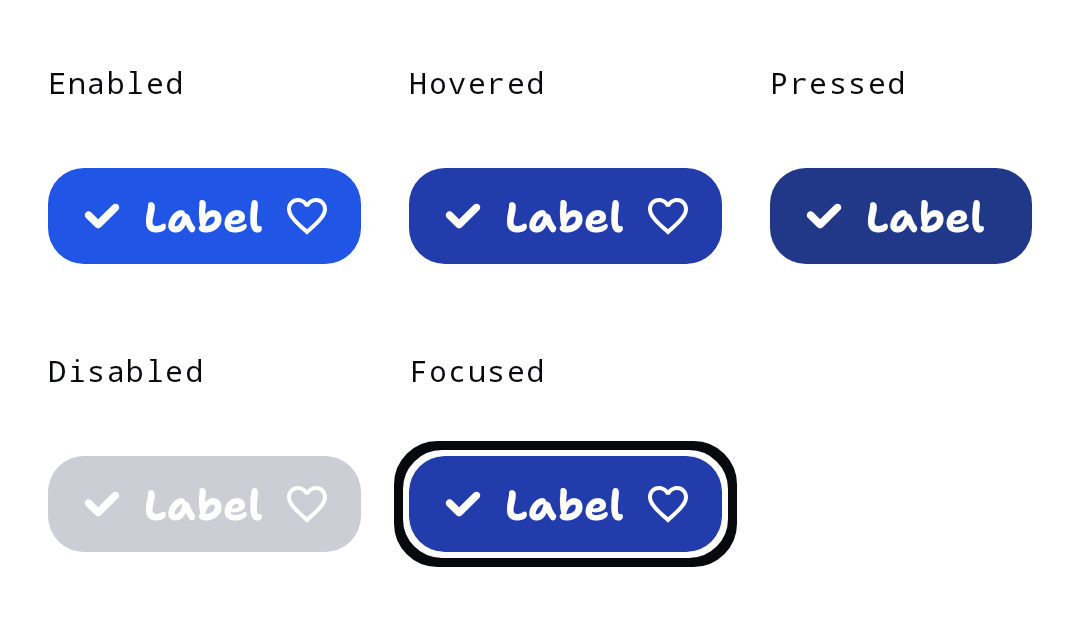 Enabled
Hovered
Pressed
Label
Label
Label
Disabled
Focused
Label
Label